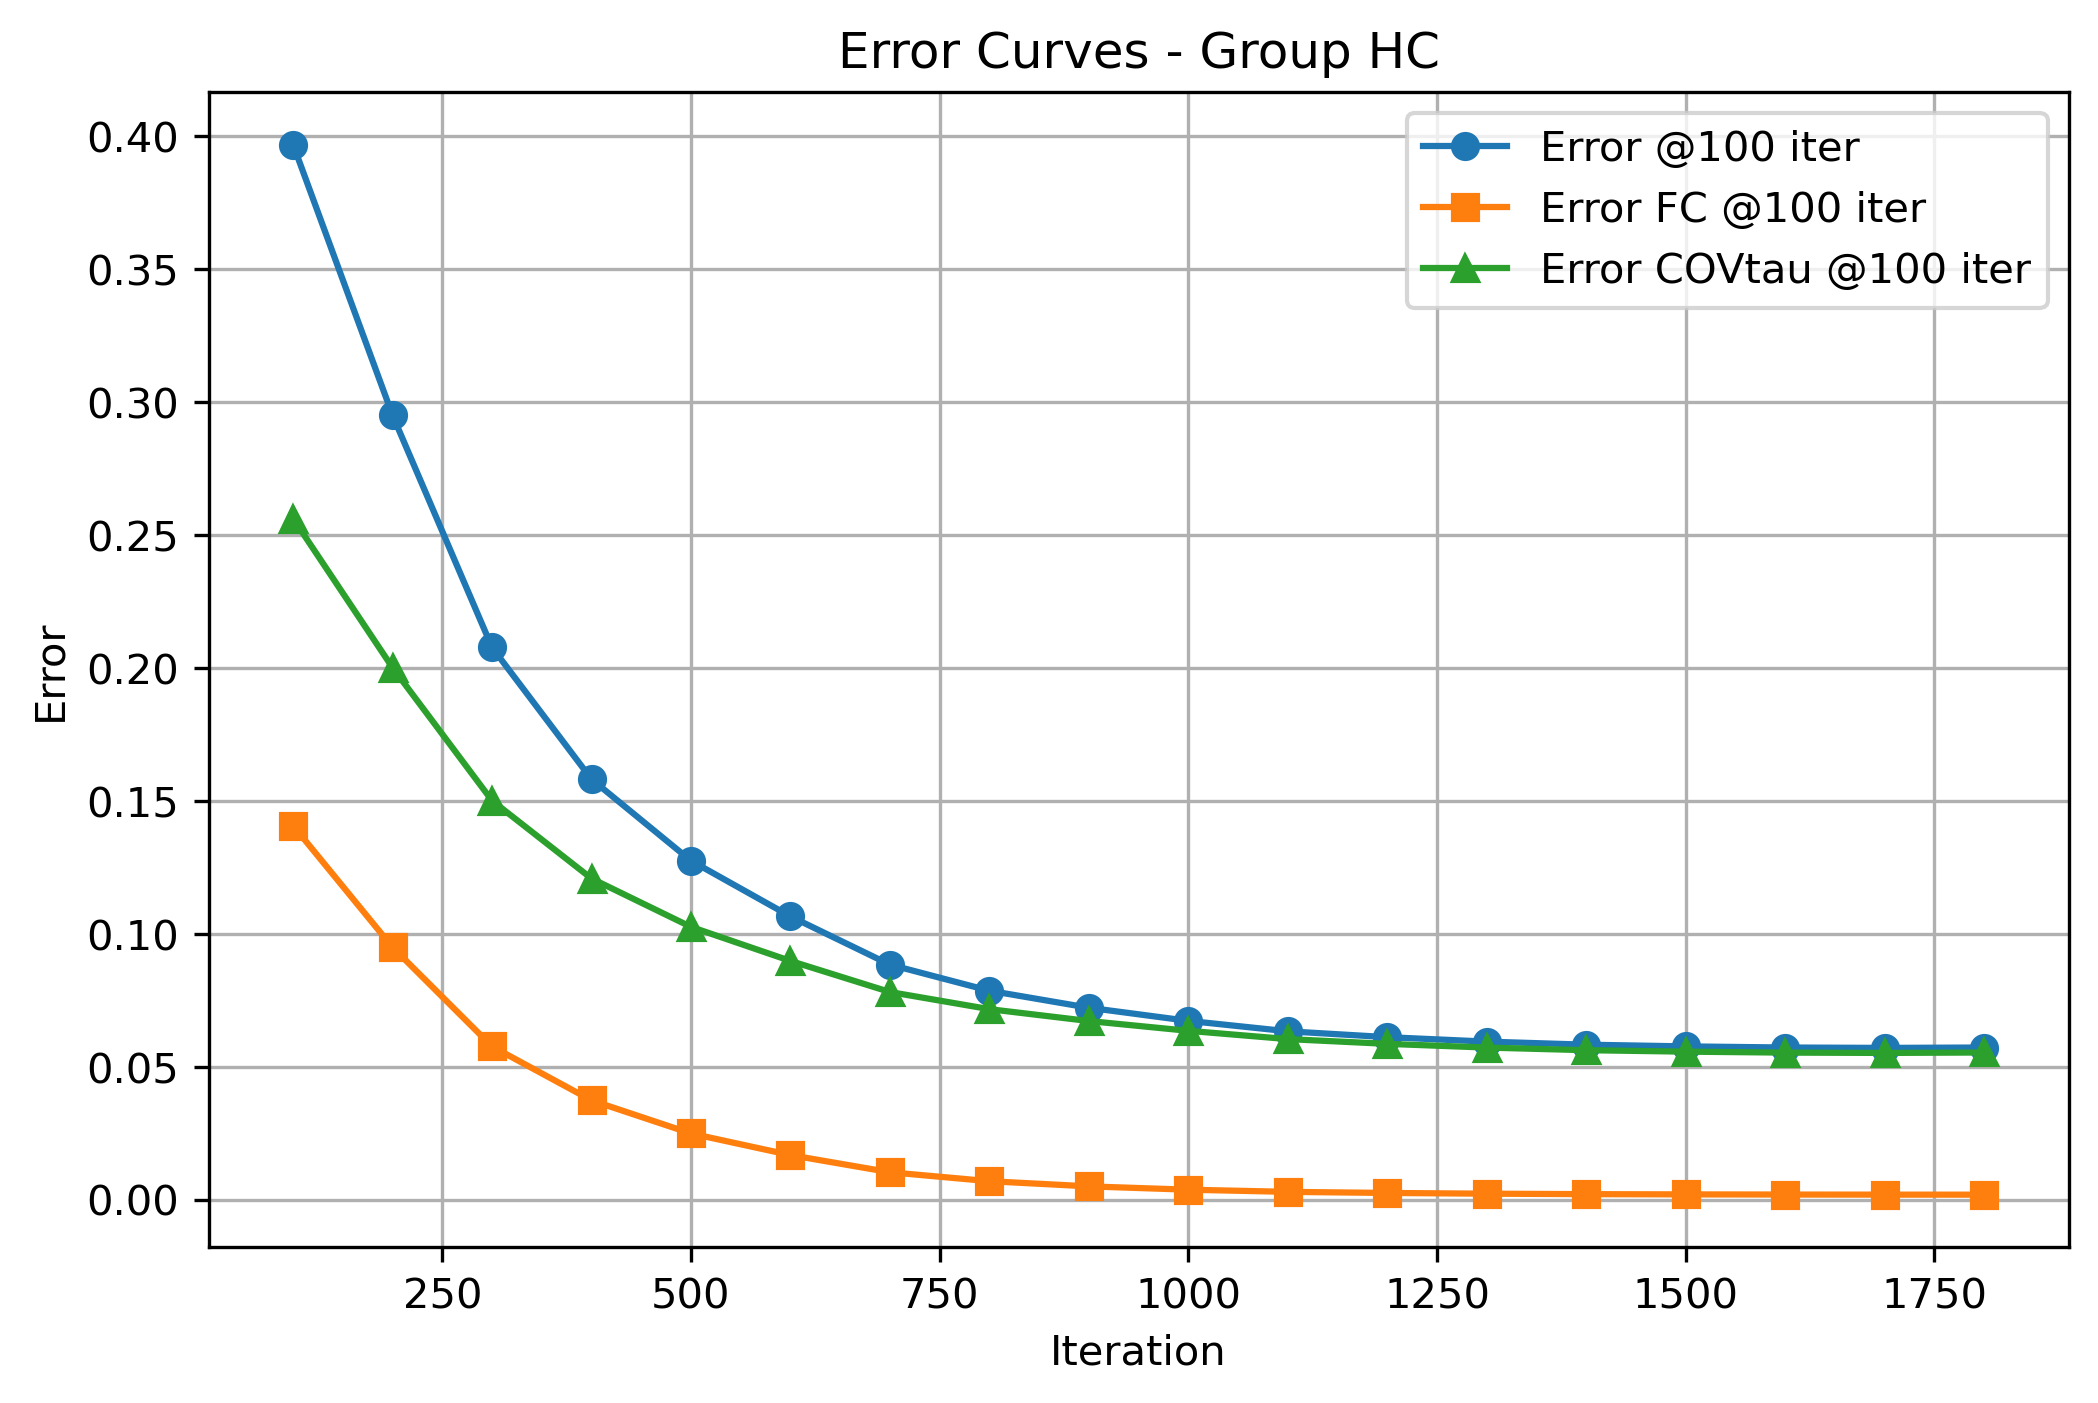 Error Curves - Group HC
Error @100 iter
Error FC @100 iter
Error COVtau @100 iter
0.40
0.35
0.30
0.25
0.20
0.15
0.10
0.05
0.00
Error
250 500 750 1000 1250 1500 1750
Iteration